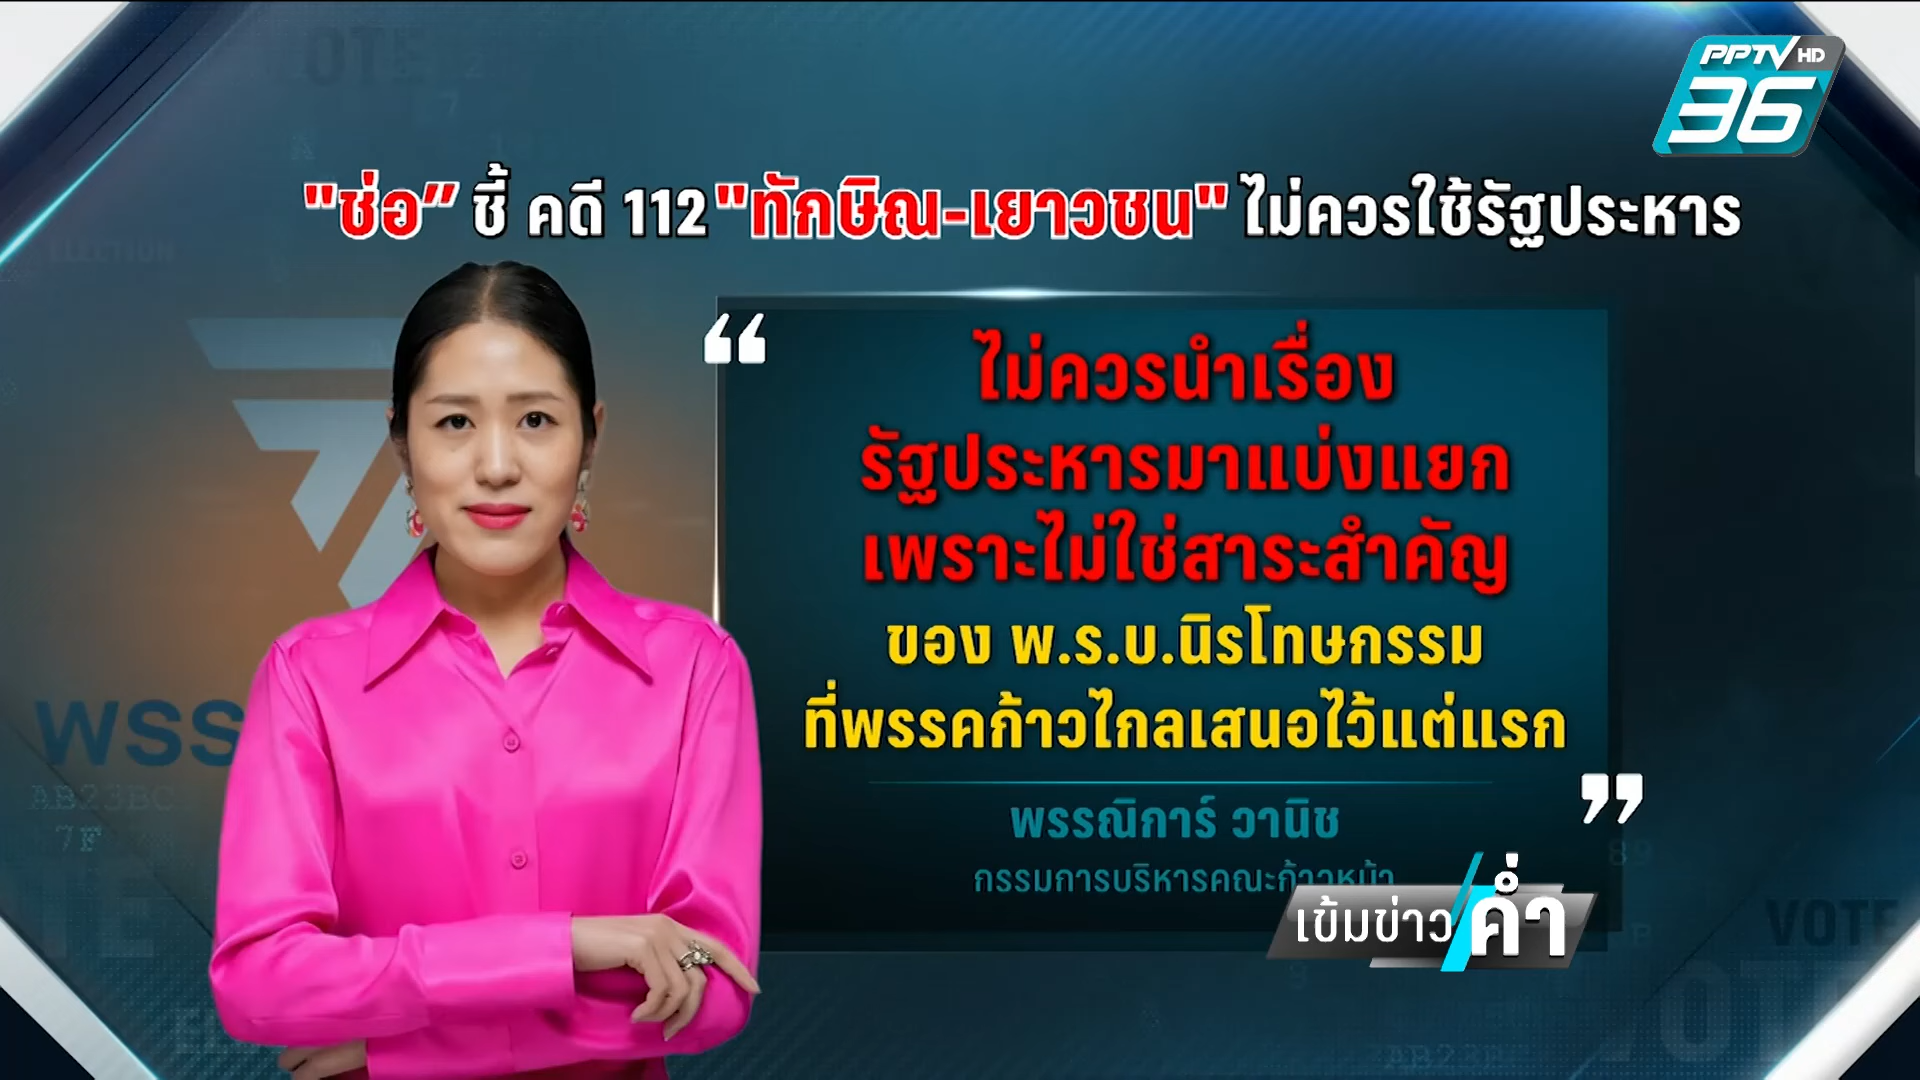 PPTV HD
36
"ช่อ" ชี้ คดี 112 "ทักษิณ-เยาวชน" ไม่ควรใช้รัฐประหาร
“
ไม่ควรนำเรื่อง
รัฐประหารมาแบ่งแยก
เพราะไม่ใช่สาระสำคัญ
ของ พ.ร.บ.นิรโทษกรรม
ที่พรรคก้าวไกลเสนอไว้แต่แรก
”
พรรณิการ์ วานิช
กรรมการบริหารคณะก้าวหน้า
เข้มข่าวค่ำ
VOTE
ELECTION
พรร
AB23BC
7F
VOTE